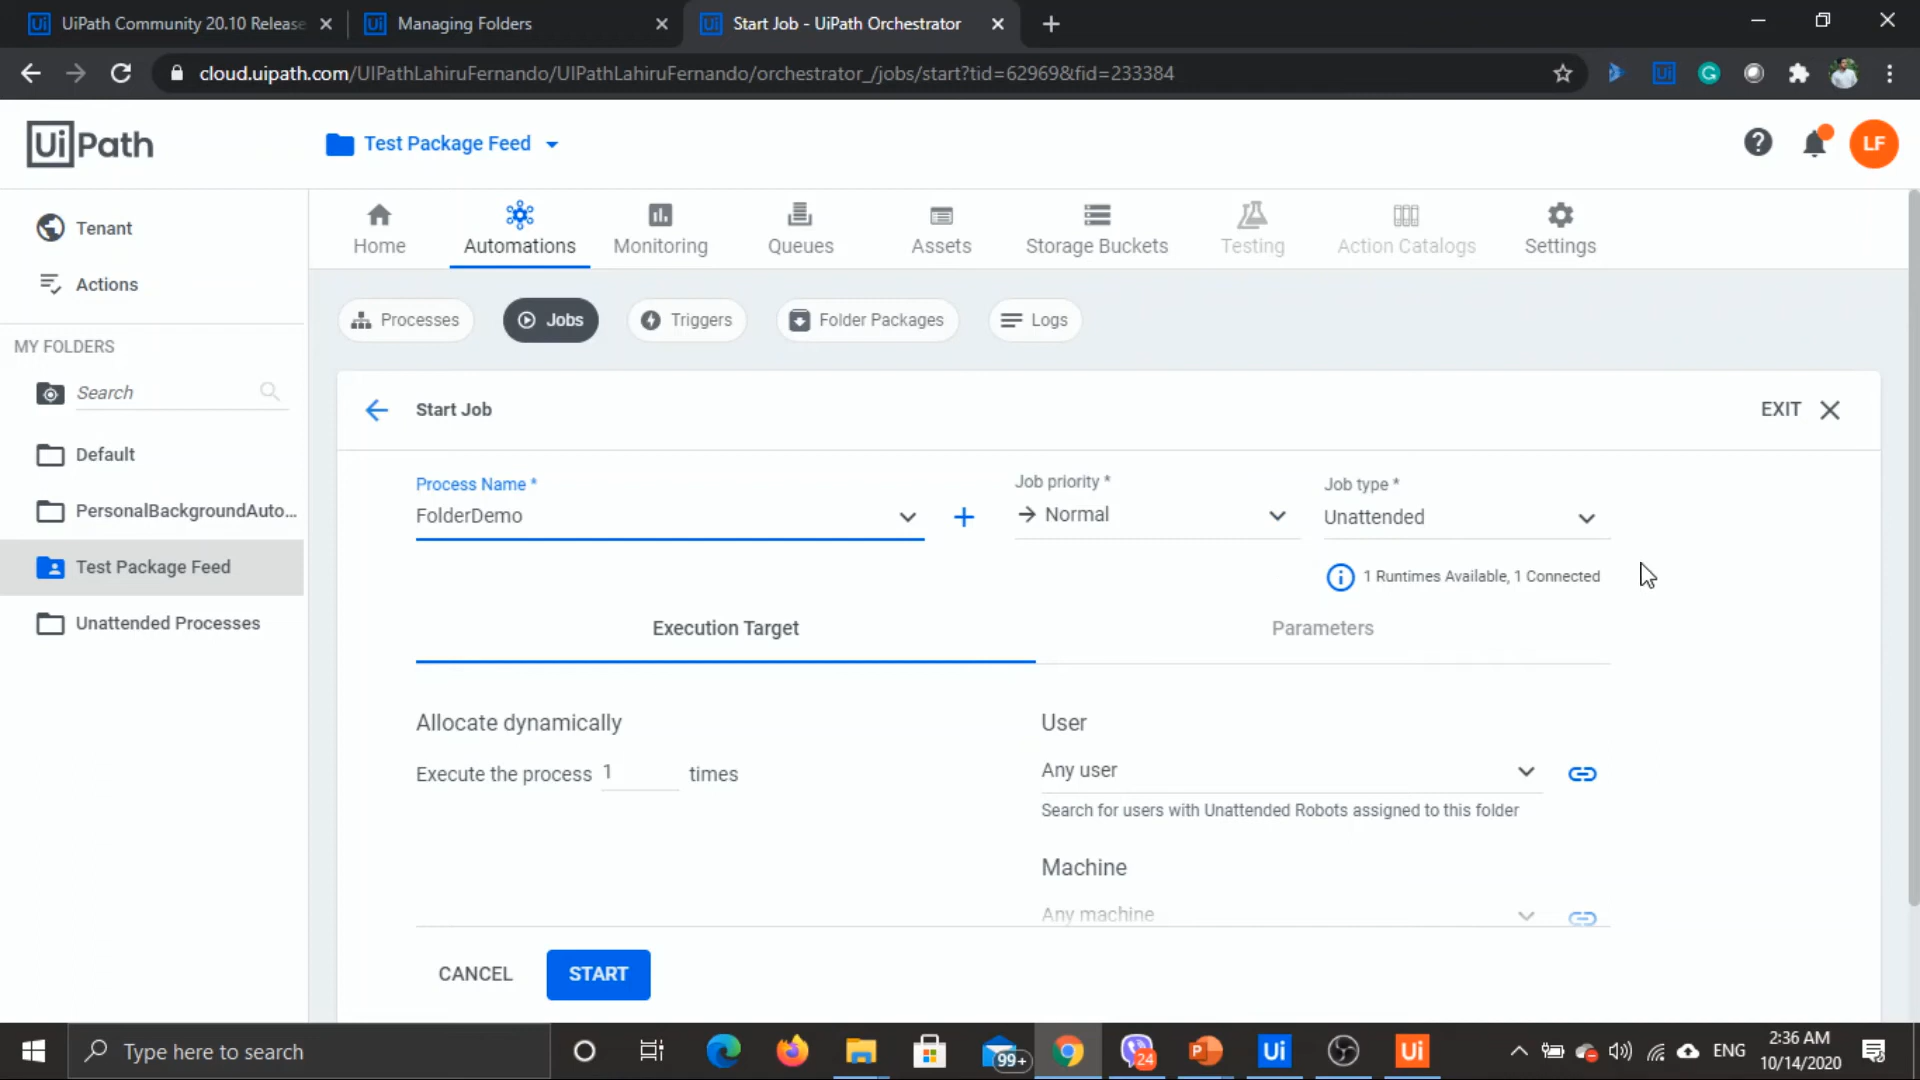 UiPath Community 20.10 Release
Managing Folders
Start Job - UiPath Orchestrator
cloud.uipath.com/UIPathLahiruFernando/UIPathLahiruFernando/orchestrator_/jobs/start?tid=62969&fid=233384
UiPath
Test Package Feed
LF
Tenant
Actions
MY FOLDERS
Search
Default
PersonalBackgroundAuto...
Test Package Feed
Unattended Processes
Home
Automations
Monitoring
Queues
Assets
Storage Buckets
Testing
Action Catalogs
Settings
Processes
Jobs
Triggers
Folder Packages
Logs
Start Job
EXIT
Process Name *
FolderDemo
Job priority *
Normal
Job type *
Unattended
1 Runtimes Available, 1 Connected
Execution Target
Parameters
Allocate dynamically
Execute the process 1 times
User
Any user
Search for users with Unattended Robots assigned to this folder
Machine
Any machine
CANCEL
START
Type here to search
99+
24
Ui
Ui
ENG
2:36 AM
10/14/2020